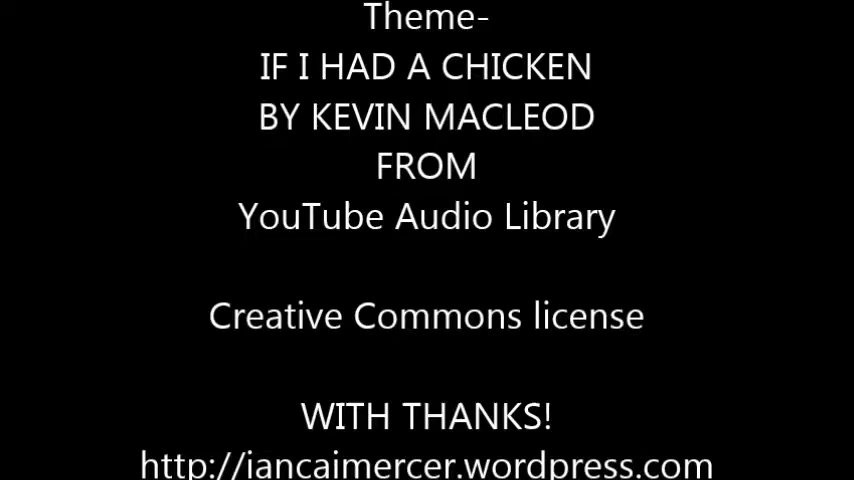 Theme-
IF I HAD A CHICKEN
BY KEVIN MACLEOD
FROM
YouTube Audio Library
Creative Commons license
WITH THANKS!
http://iancaimercer.wordpress.com